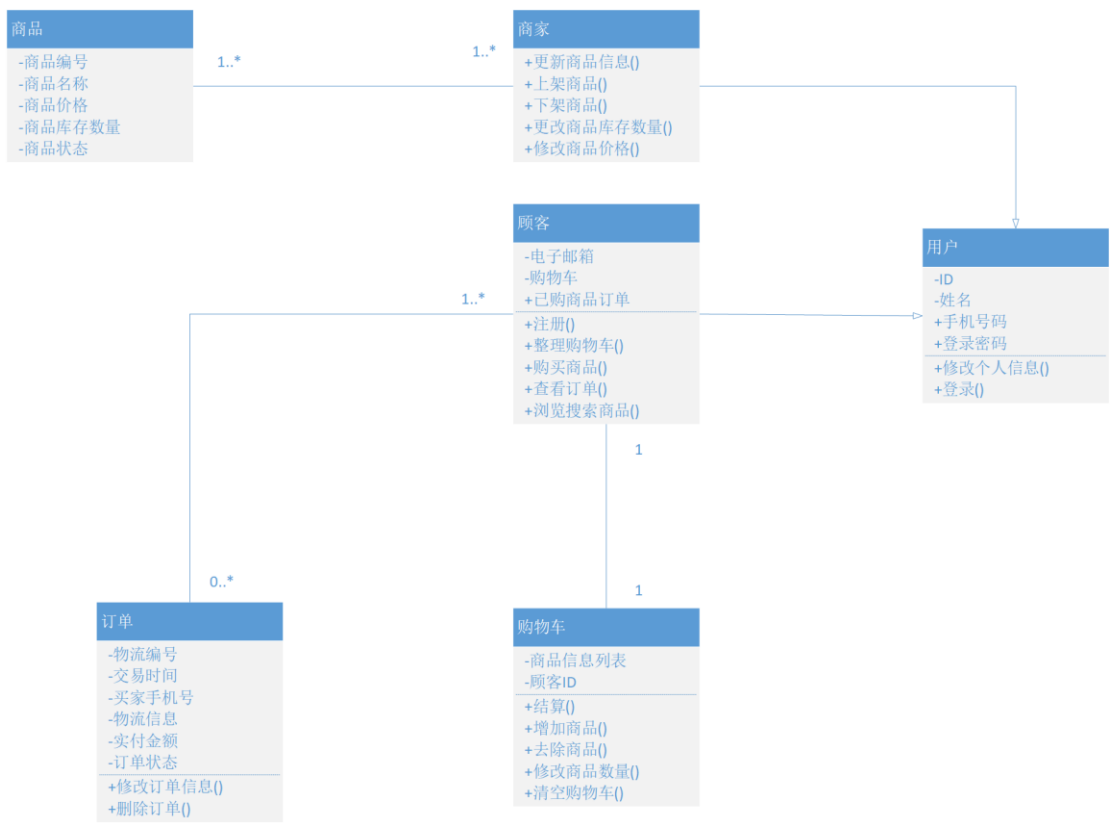 商品
-商品编号
-商品名称
-商品价格
-商品库存数量
-商品状态
1..*
1..*
商家
+更新商品信息()
+上架商品()
+下架商品()
+更改商品库存数量()
+修改商品价格()
顾客
-电子邮箱
-购物车
+已购商品订单
+注册()
+整理购物车()
+购买商品()
+查看订单()
+浏览搜索商品()
用户
-ID
-姓名
+手机号码
+登录密码
+修改个人信息()
+登录()
1..*
0..*
1
1
订单
-物流编号
-交易时间
-买家手机号
-物流信息
-实付金额
-订单状态
+修改订单信息()
+删除订单()
购物车
-商品信息列表
-顾客ID
+结算()
+增加商品()
+去除商品()
+修改商品数量()
+清空购物车()